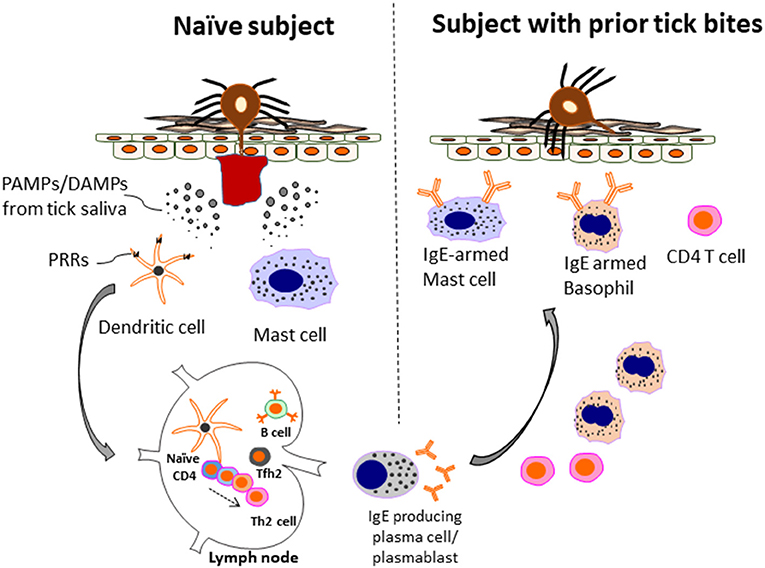 Naïve subject
Subject with prior tick bites
PAMPs/DAMPs
from tick saliva
PRRs
Dendritic cell
Mast cell
IgE-armed
Mast cell
IgE armed
Basophil
CD4 T cell
B cell
Naïve
CD4
Tfh2
Th2 cell
Lymph node
IgE producing
plasma cell/
plasmablast